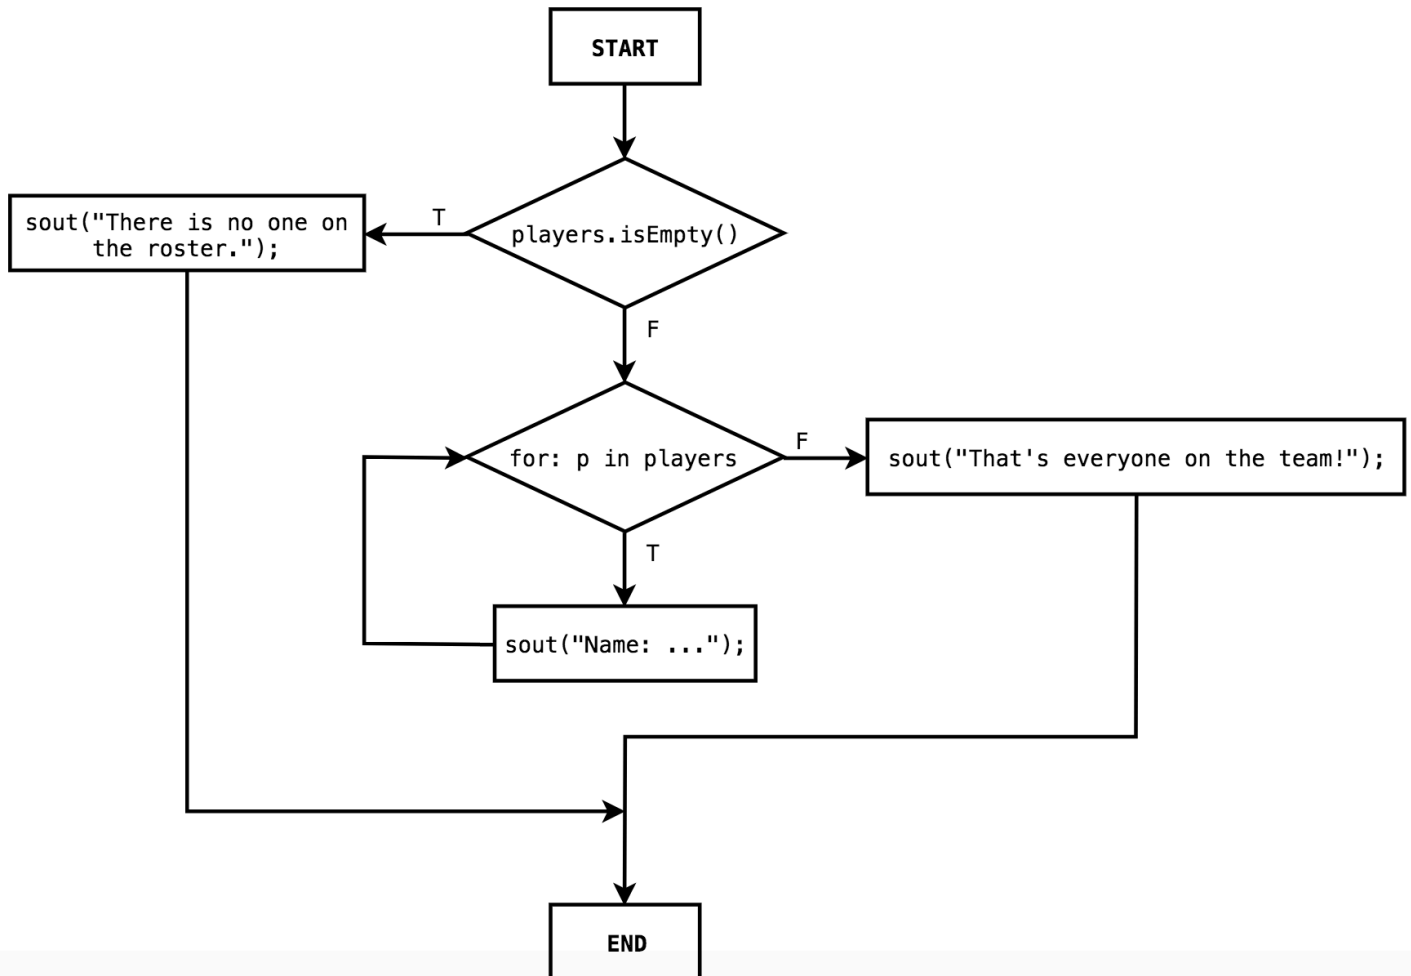 START
T
players.isEmpty()
sout("There is no one on
the roster.");
F
for: p in players
F
sout("That's everyone on the team!");
T
sout("Name: ...");
END